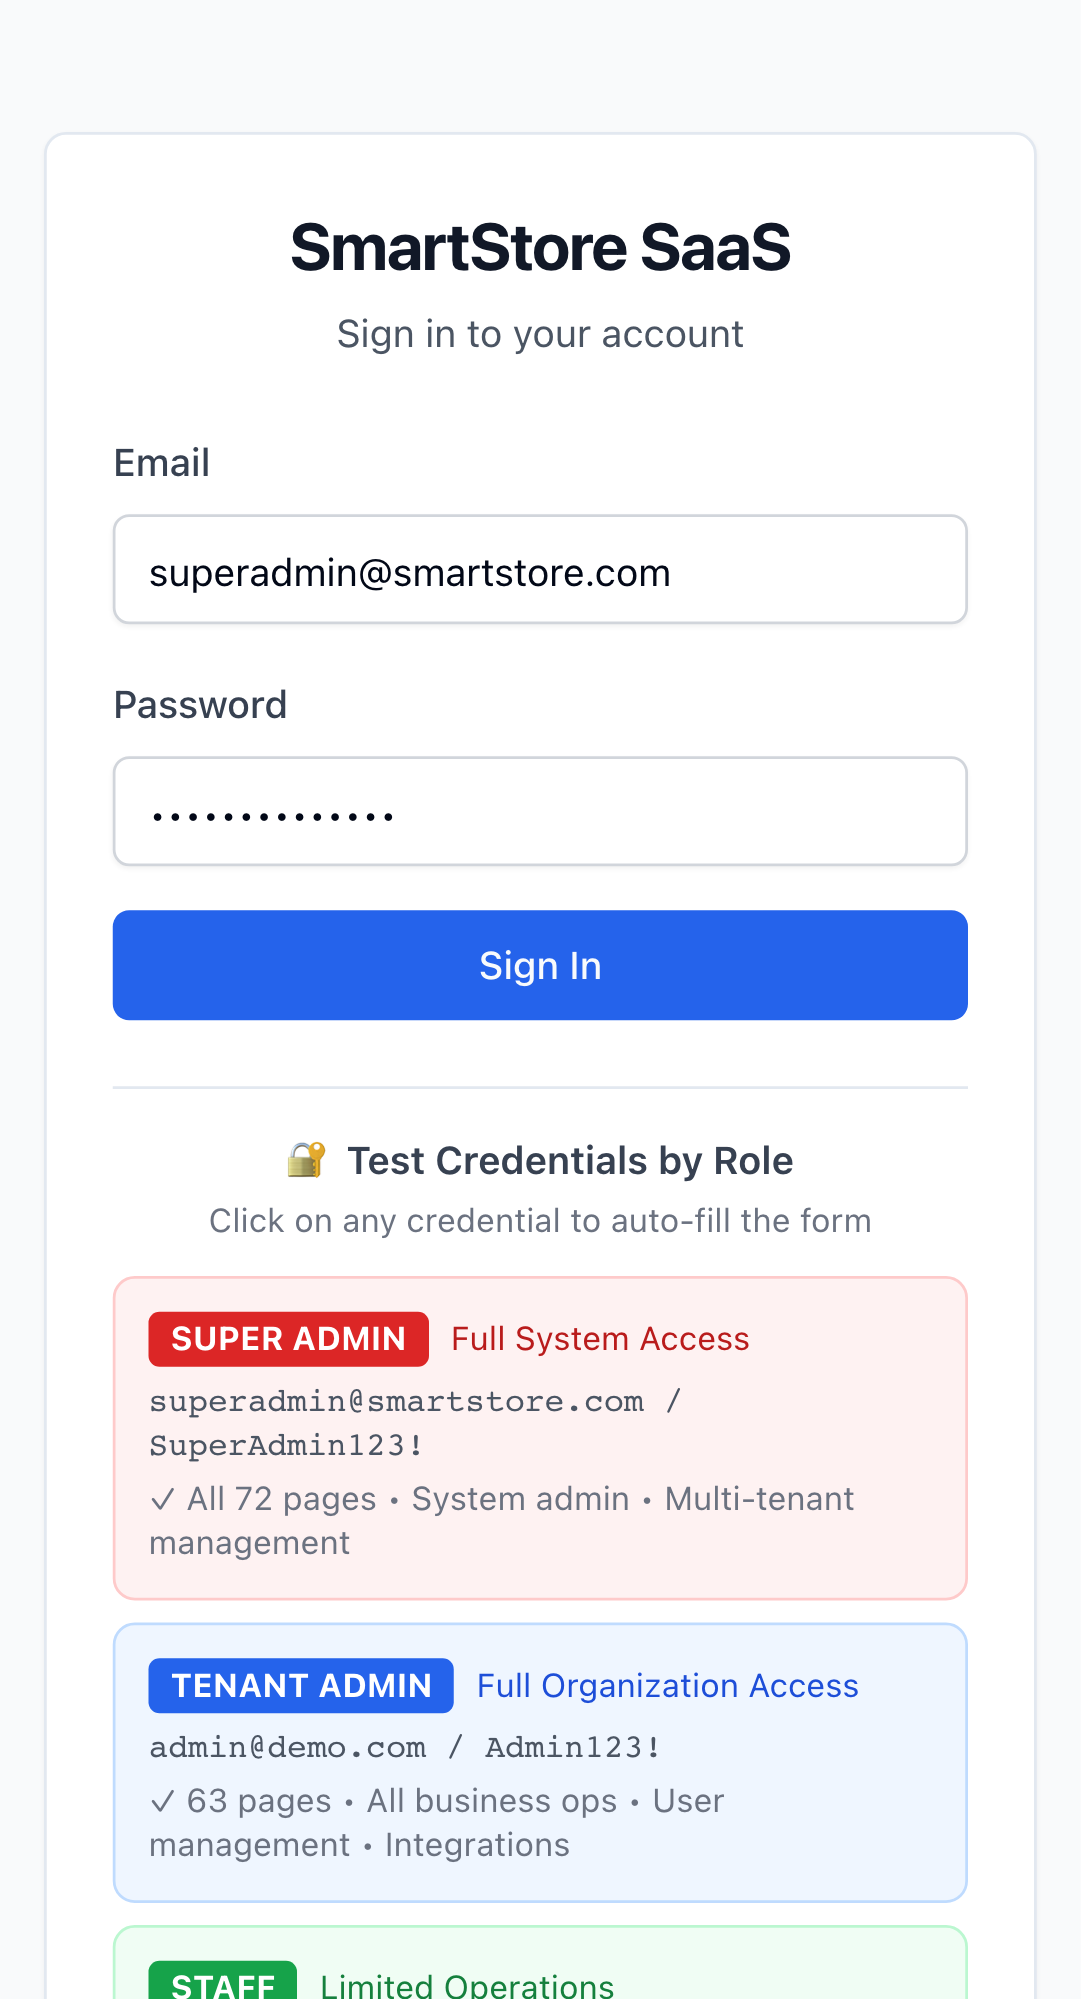 SmartStore SaaS
Sign in to your account
Email
superadmin@smartstore.com
Password
••••••••••••••
Sign In
🔐 Test Credentials by Role
Click on any credential to auto-fill the form
SUPER ADMIN Full System Access
superadmin@smartstore.com /
SuperAdmin123!
✓ All 72 pages • System admin • Multi-tenant
management
TENANT ADMIN Full Organization Access
admin@demo.com / Admin123!
✓ 63 pages • All business ops • User
management • Integrations
STAFF Limited Operations